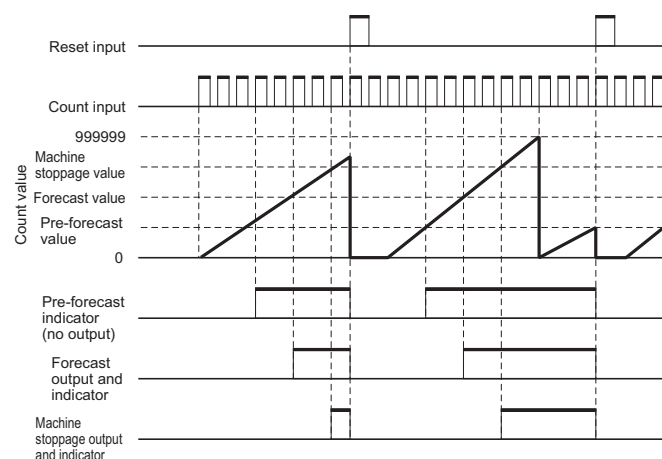 Reset input
Count input
Count value
999999
Machine
stoppage value
Forecast value
Pre-forecast
value
0
Pre-forecast
indicator
(no output)
Forecast
output and
indicator
Machine
stoppage output
and indicator